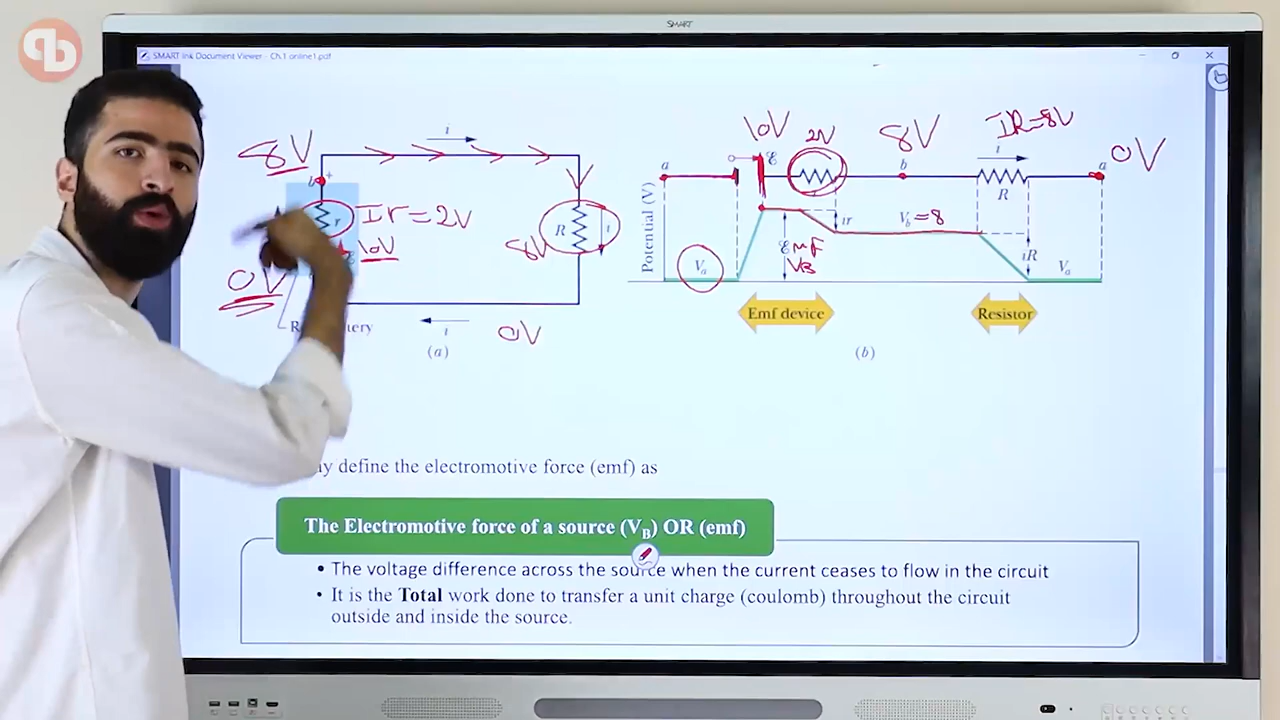 qb
SMART
SMART Ink Document Viewer - Ch.1 online1.pdf
8V
i
b
+
r
Ir = 2V
10V
0V
R
8V
i
i
0V
(a)
10V
2V
8V
IR=8V
0V
a
ℰ
b
i
R
a
Potential (V)
Va
ℰMF
VB
ir
Vb = 8
iR
Va
Emf device
Resistor
(b)
define the electromotive force (emf) as
The Electromotive force of a source (VB) OR (emf)
• The voltage difference across the source when the current ceases to flow in the circuit
• It is the Total work done to transfer a unit charge (coulomb) throughout the circuit
outside and inside the source.